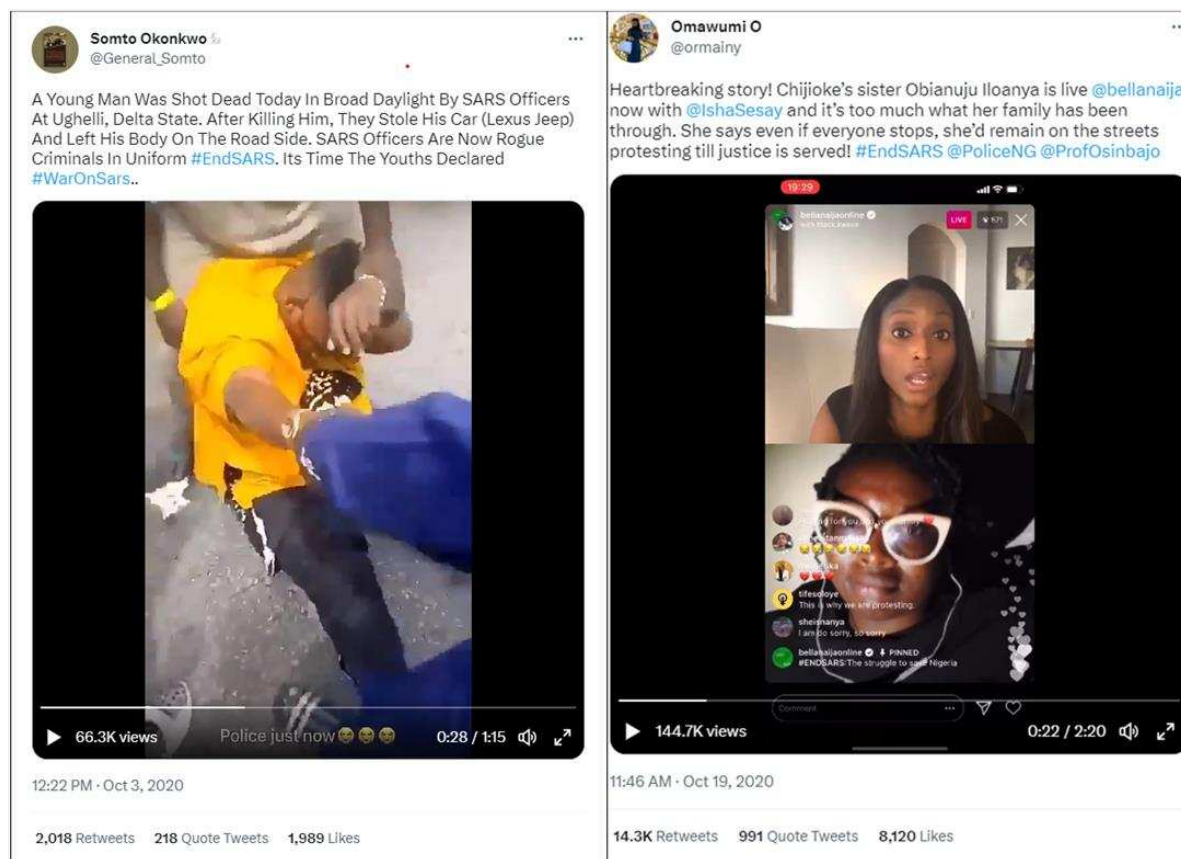 Somto Okonkwo
@General_Somto
A Young Man Was Shot Dead Today In Broad Daylight By SARS Officers
At Ughelli, Delta State. After Killing Him, They Stole His Car (Lexus Jeep)
And Left His Body On The Road Side. SARS Officers Are Now Rogue
Criminals In Uniform #EndSARS. Its Time The Youths Declared
#WarOnSars..
66.3K views
Police just now😂😂😂
0:28 / 1:15
12:22 PM · Oct 3, 2020
2,018 Retweets 218 Quote Tweets 1,989 Likes
Omawumi O
@ormainy
Heartbreaking story! Chijioke's sister Obianuju Iloanya is live @bellanaija
now with @IshaSesay and it's too much what her family has been
through. She says even if everyone stops, she'd remain on the streets
protesting till justice is served! #EndSARS @PoliceNG @ProfOsinbajo
19:29
bellanaijaonline
LIVE 571
for you
😭😭😭😭😭😭
❤️❤️❤️
tifesoloye
This is why we are protesting.
sheisnanya
I am do sorry, so sorry
bellanaijaonline PINNED
#ENDSARS:The struggle to save Nigeria
Comment
144.7K views
0:22 / 2:20
11:46 AM · Oct 19, 2020
14.3K Retweets 991 Quote Tweets 8,120 Likes